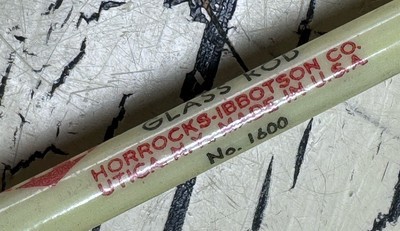 GLASS ROD
HORROCKS-IBBOTSON CO.
UTICA, N.Y. MADE IN U.S.A.
No. 1600